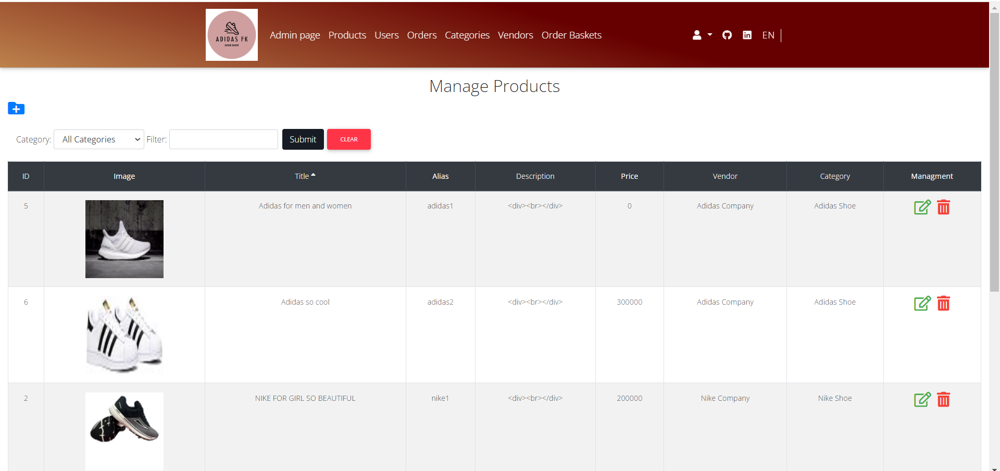 ADIDAS FK
SHOE SHOP
Admin page Products Users Orders Categories Vendors Order Baskets EN
Manage Products
Category: All Categories Filter: Submit CLEAR
ID Image Title Alias Description Price Vendor Category Managment
5 Adidas for men and women adidas1 <div><br></div> 0 Adidas Company Adidas Shoe
6 Adidas so cool adidas2 <div><br></div> 300000 Adidas Company Adidas Shoe
2 NIKE FOR GIRL SO BEAUTIFUL nike1 <div><br></div> 200000 Nike Company Nike Shoe